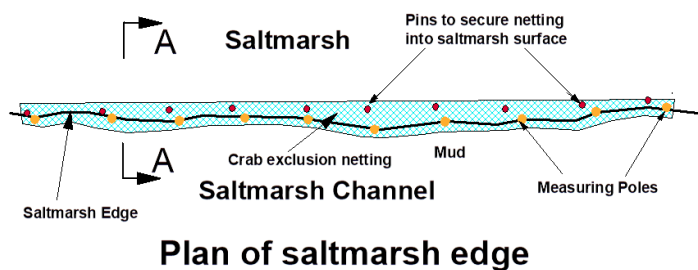 A
Saltmarsh
Pins to secure netting
into saltmarsh surface
A
Crab exclusion netting
Mud
Saltmarsh Channel
Measuring Poles
Saltmarsh Edge
Plan of saltmarsh edge